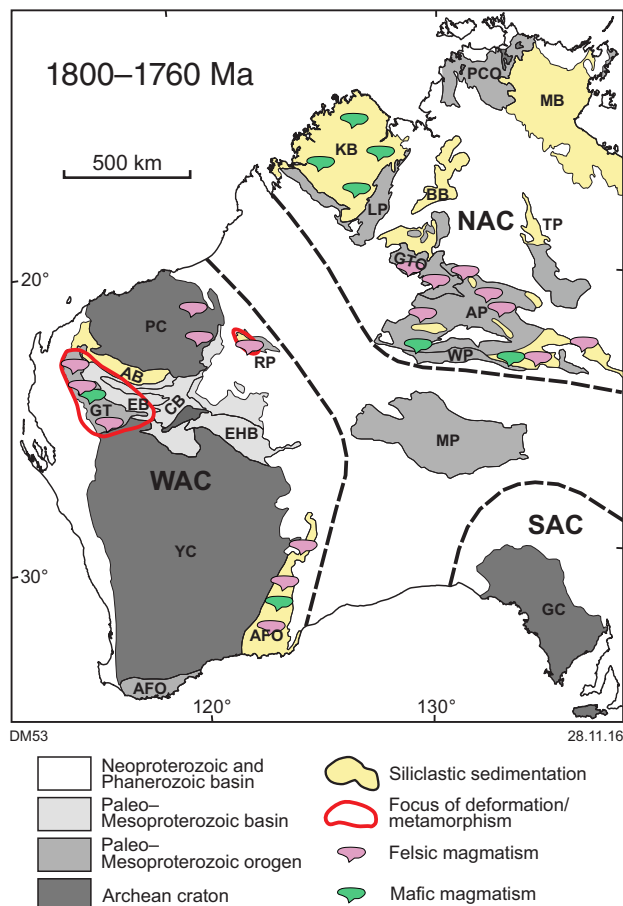 1800–1760 Ma
500 km
PCO
MB
KB
LP
BB
NAC
TP
GTO
20°
PC
AP
RP
WP
AB
EB
CB
GT
EHB
MP
WAC
SAC
YC
30°
GC
AFO
AFO
120°
130°
DM53
28.11.16
Neoproterozoic and
Phanerozoic basin
Paleo–
Mesoproterozoic basin
Paleo–
Mesoproterozoic orogen
Archean craton
Siliclastic sedimentation
Focus of deformation/
metamorphism
Felsic magmatism
Mafic magmatism